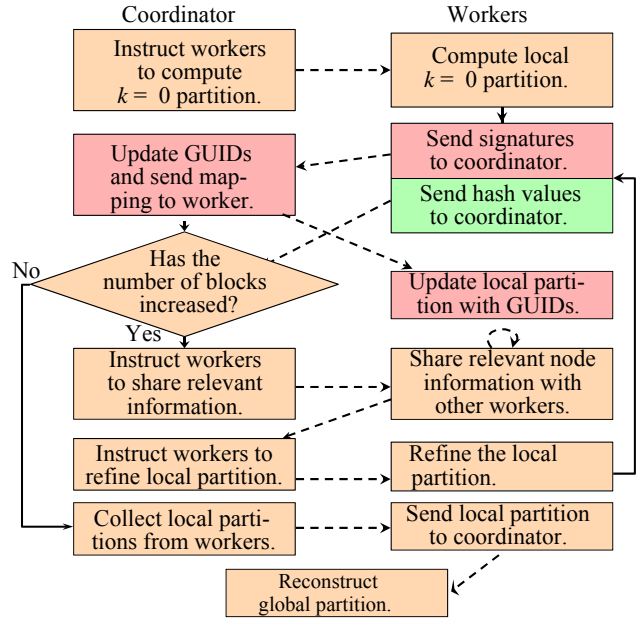 Coordinator
Workers
Instruct workers
to compute
k = 0 partition.
Compute local
k = 0 partition.
Send signatures
to coordinator.
Update GUIDs
and send map-
ping to worker.
Send hash values
to coordinator.
Has the
number of blocks
increased?
No
Yes
Update local parti-
tion with GUIDs.
Instruct workers
to share relevant
information.
Share relevant node
information with
other workers.
Instruct workers to
refine local partition.
Refine the local
partition.
Collect local parti-
tions from workers.
Send local partition
to coordinator.
Reconstruct
global partition.